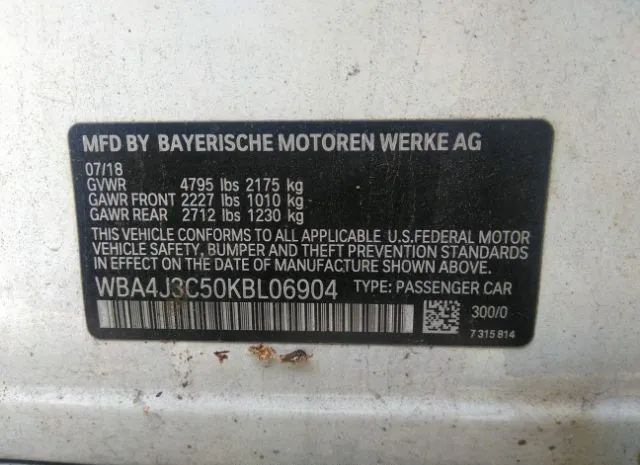 MFD BY BAYERISCHE MOTOREN WERKE AG
07/18
GVWR 4795 lbs 2175 kg
GAWR FRONT 2227 lbs 1010 kg
GAWR REAR 2712 lbs 1230 kg
THIS VEHICLE CONFORMS TO ALL APPLICABLE U.S.FEDERAL MOTOR
VEHICLE SAFETY, BUMPER AND THEFT PREVENTION STANDARDS
IN EFFECT ON THE DATE OF MANUFACTURE SHOWN ABOVE.
WBA4J3C50KBL06904 TYPE: PASSENGER CAR
300/0
7 315 814